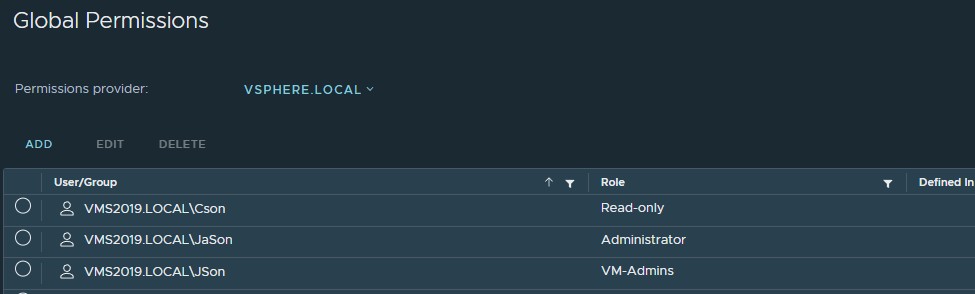 Global Permissions
Permissions provider: VSPHERE.LOCAL
ADD EDIT DELETE
User/Group Role Defined In
VMS2019.LOCAL\Cson Read-only
VMS2019.LOCAL\JaSon Administrator
VMS2019.LOCAL\JSon VM-Admins